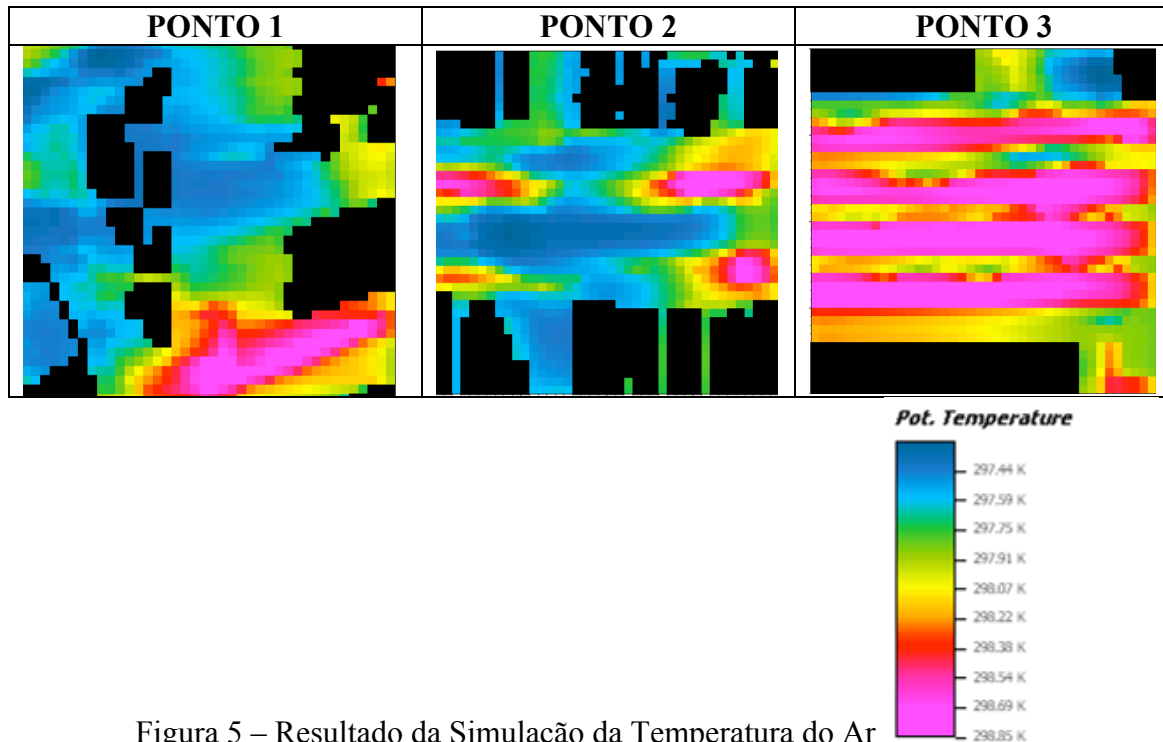 PONTO 1 PONTO 2 PONTO 3
Pot. Temperature
297.44 K
297.59 K
297.75 K
297.91 K
298.07 K
298.22 K
298.38 K
298.54 K
298.69 K
298.85 K
Figura 5 – Resultado da Simulação da Temperatura do Ar